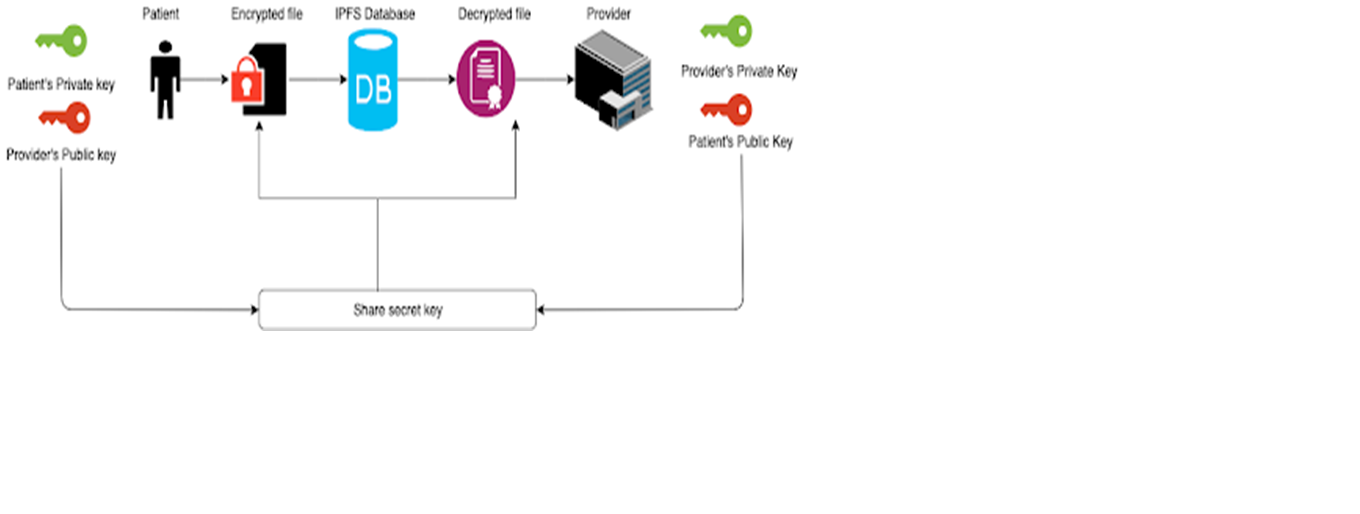 Patient
Encrypted file
IPFS Database
Decrypted file
Provider
Patient's Private key
Provider's Public key
DB
Provider's Private Key
Patient's Public Key
Share secret key